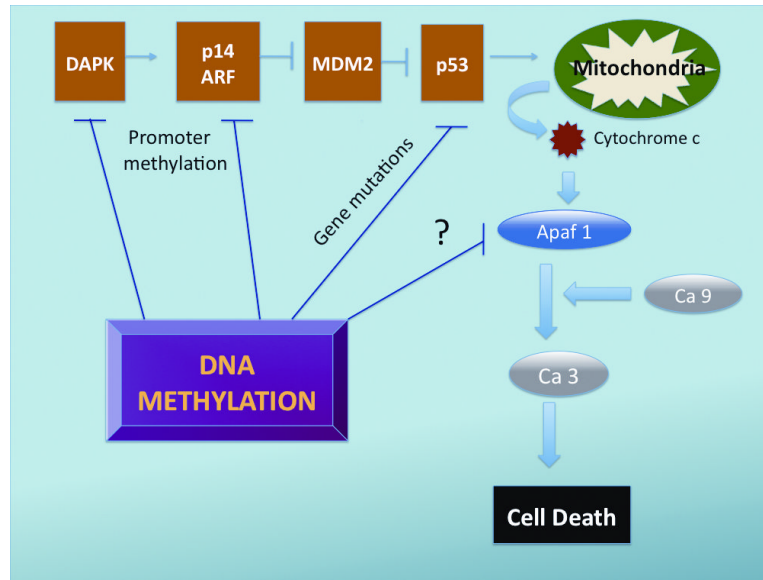 DAPK
p14
ARF
MDM2
p53
Mitochondria
Promoter
methylation
Cytochrome c
Gene mutations
?
Apaf 1
Ca 9
DNA
METHYLATION
Ca 3
Cell Death